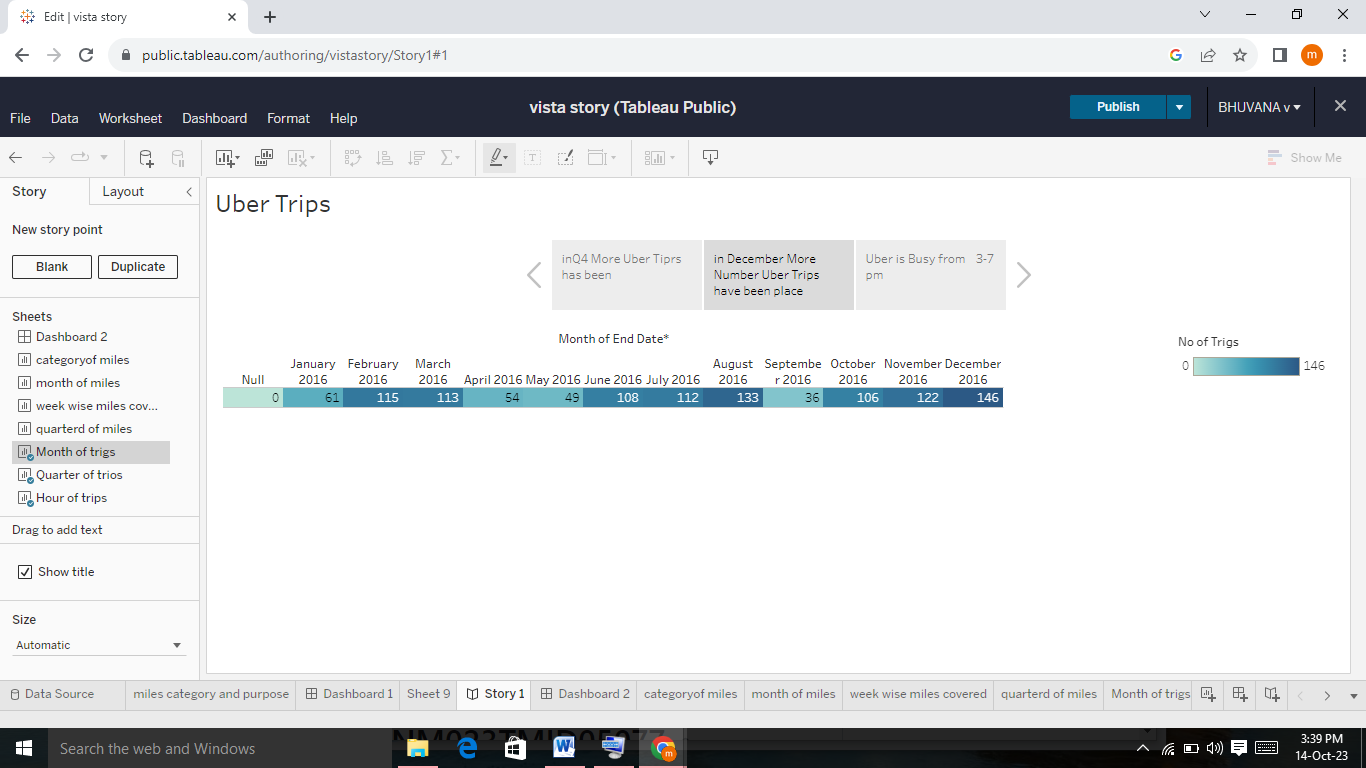 Edit | vista story
public.tableau.com/authoring/vistastory/Story1#1
m
vista story (Tableau Public)
Publish
BHUVANA v
File Data Worksheet Dashboard Format Help
Show Me
Story Layout
New story point
Blank Duplicate
Sheets
Dashboard 2
categoryof miles
month of miles
week wise miles cov...
quarterd of miles
Month of trigs
Quarter of trios
Hour of trips
Drag to add text
Show title
Size
Automatic
Uber Trips
inQ4 More Uber Tiprs
has been
in December More
Number Uber Trips
have been place
Uber is Busy from 3-7
pm
Month of End Date*
January February March August Septembe October November December
Null 2016 2016 2016 April 2016 May 2016 June 2016 July 2016 2016 r 2016 2016 2016 2016
0 61 115 113 54 49 108 112 133 36 106 122 146
No of Trigs
0 146
Data Source miles category and purpose Dashboard 1 Sheet 9 Story 1 Dashboard 2 categoryof miles month of miles week wise miles covered quarterd of miles Month of trigs
Search the web and Windows
3:39 PM
14-Oct-23